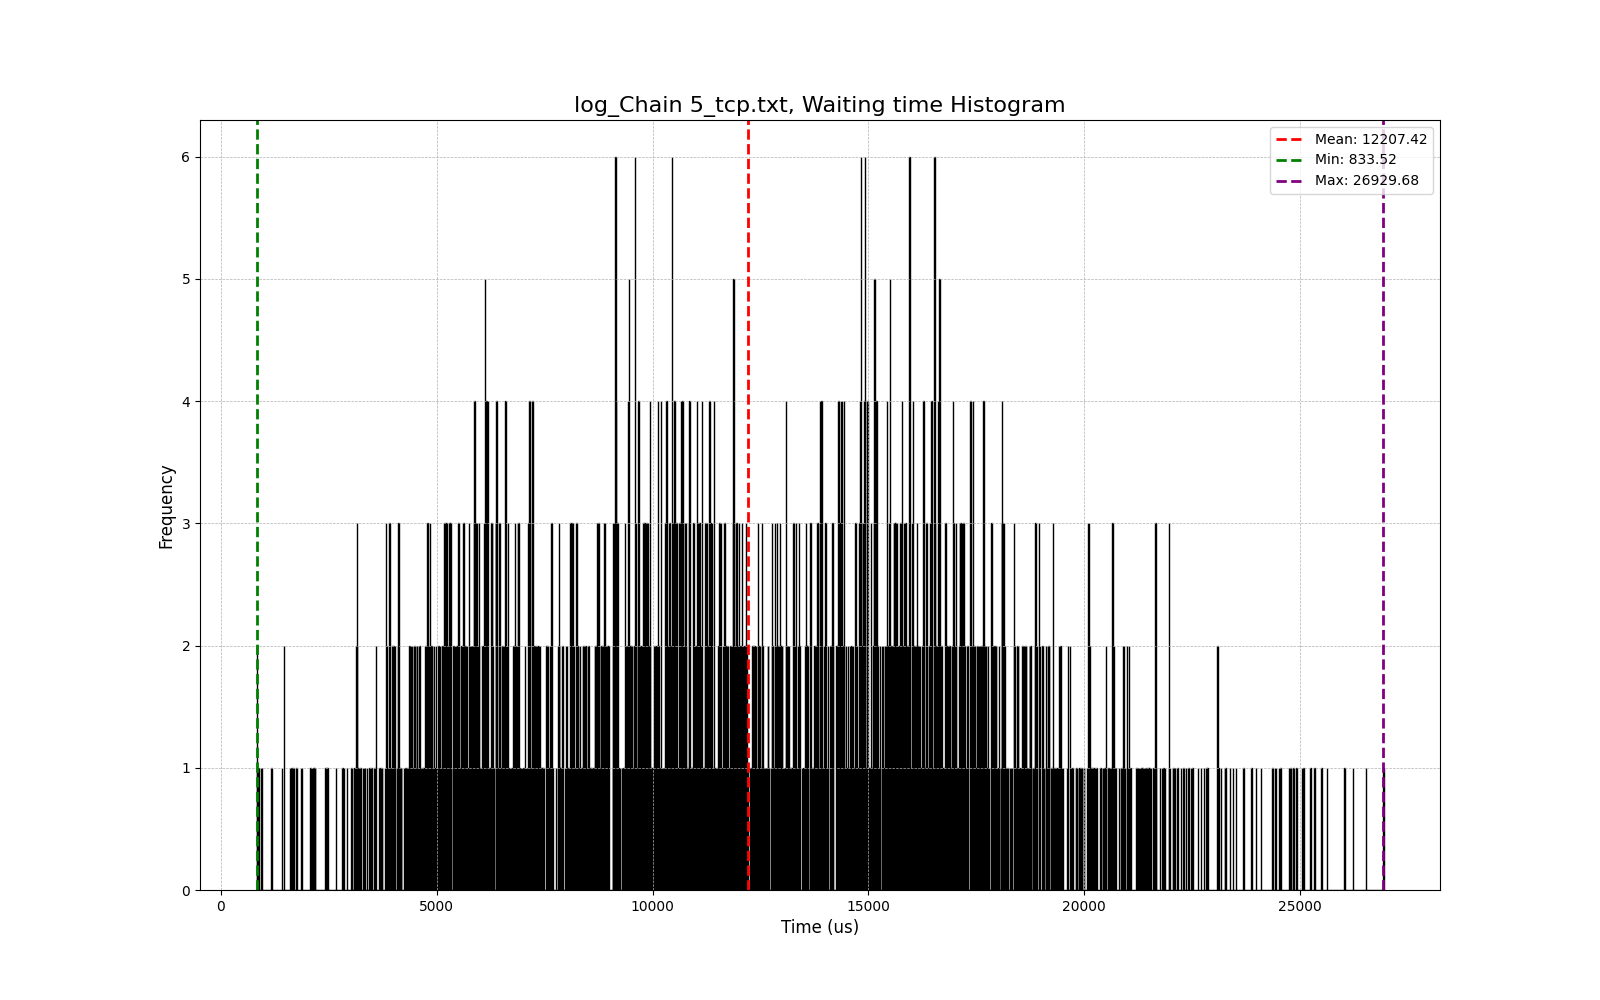 log_Chain 5_tcp.txt, Waiting time Histogram
Mean: 12207.42
Min: 833.52
Max: 26929.68
Frequency
6
5
4
3
2
1
0
0 5000 10000 15000 20000 25000
Time (us)